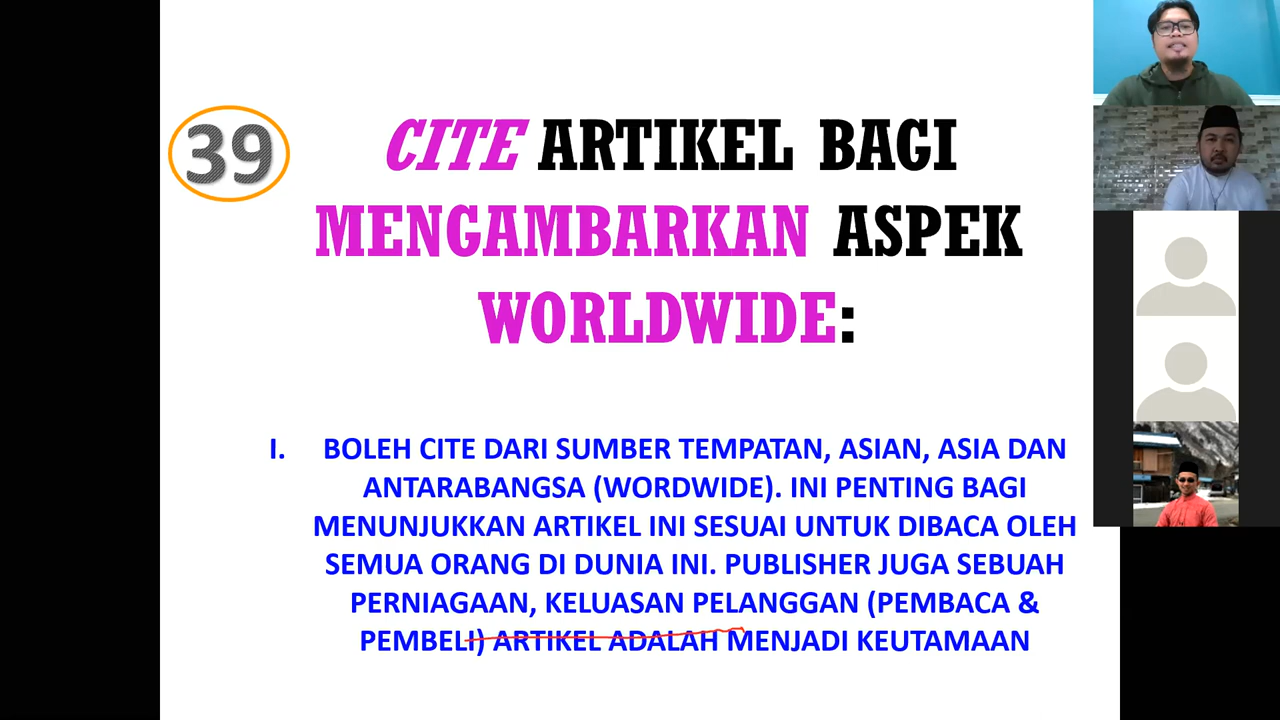 39
CITE ARTIKEL BAGI
MENGAMBARKAN ASPEK
WORLDWIDE:
I. BOLEH CITE DARI SUMBER TEMPATAN, ASIAN, ASIA DAN
ANTARABANGSA (WORDWIDE). INI PENTING BAGI
MENUNJUKKAN ARTIKEL INI SESUAI UNTUK DIBACA OLEH
SEMUA ORANG DI DUNIA INI. PUBLISHER JUGA SEBUAH
PERNIAGAAN, KELUASAN PELANGGAN (PEMBACA &
PEMBELI) ARTIKEL ADALAH MENJADI KEUTAMAAN